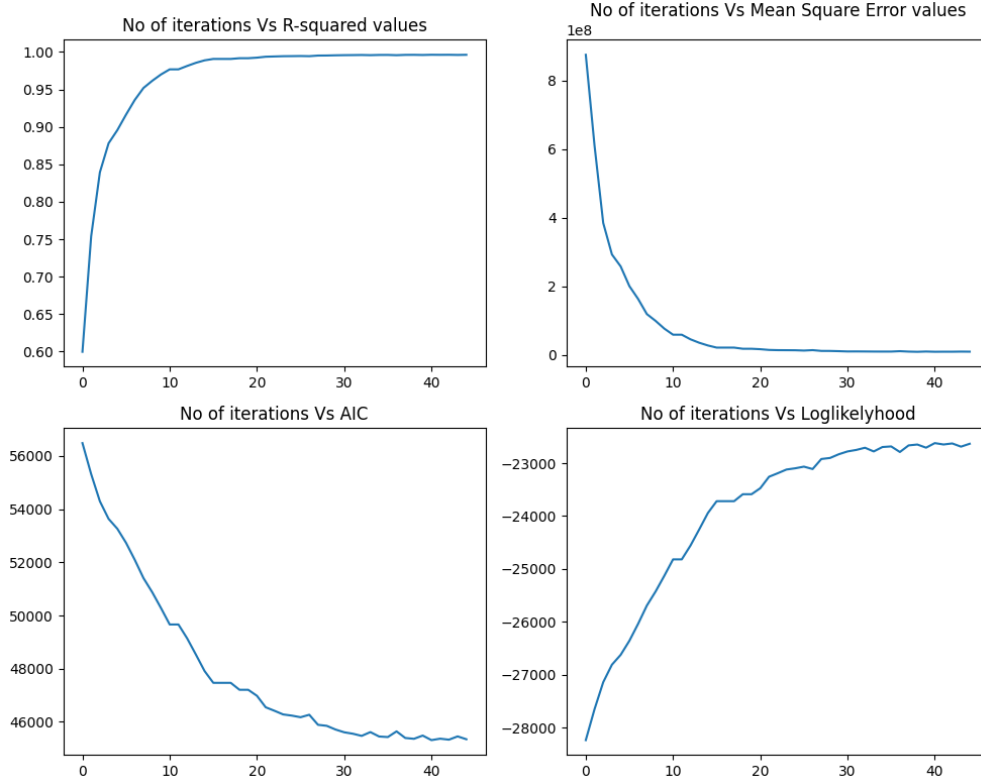 No of iterations Vs R-squared values
1.00
0.95
0.90
0.85
0.80
0.75
0.70
0.65
0.60
0 10 20 30 40
No of iterations Vs Mean Square Error values
1e8
8
6
4
2
0
0 10 20 30 40
No of iterations Vs AIC
56000
54000
52000
50000
48000
46000
0 10 20 30 40
No of iterations Vs Loglikelyhood
−23000
−24000
−25000
−26000
−27000
−28000
0 10 20 30 40